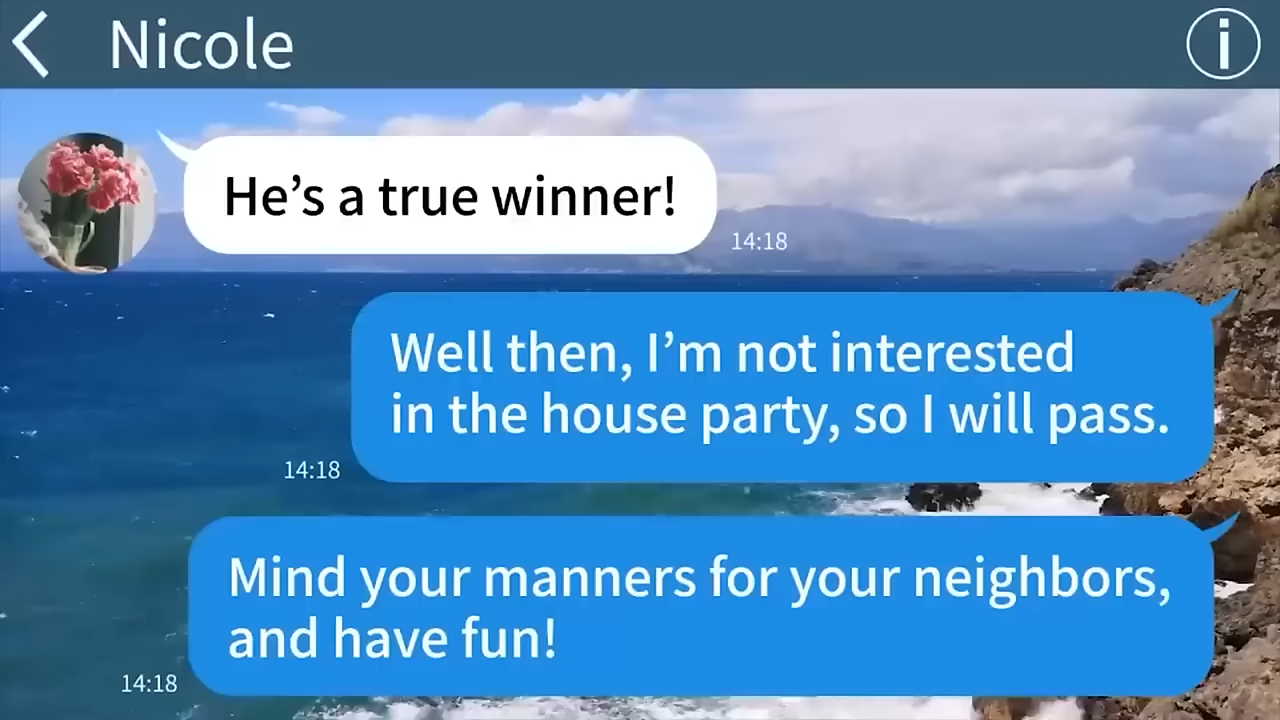 Nicole
He’s a true winner!
14:18
Well then, I’m not interested
in the house party, so I will pass.
14:18
Mind your manners for your neighbors,
and have fun!
14:18